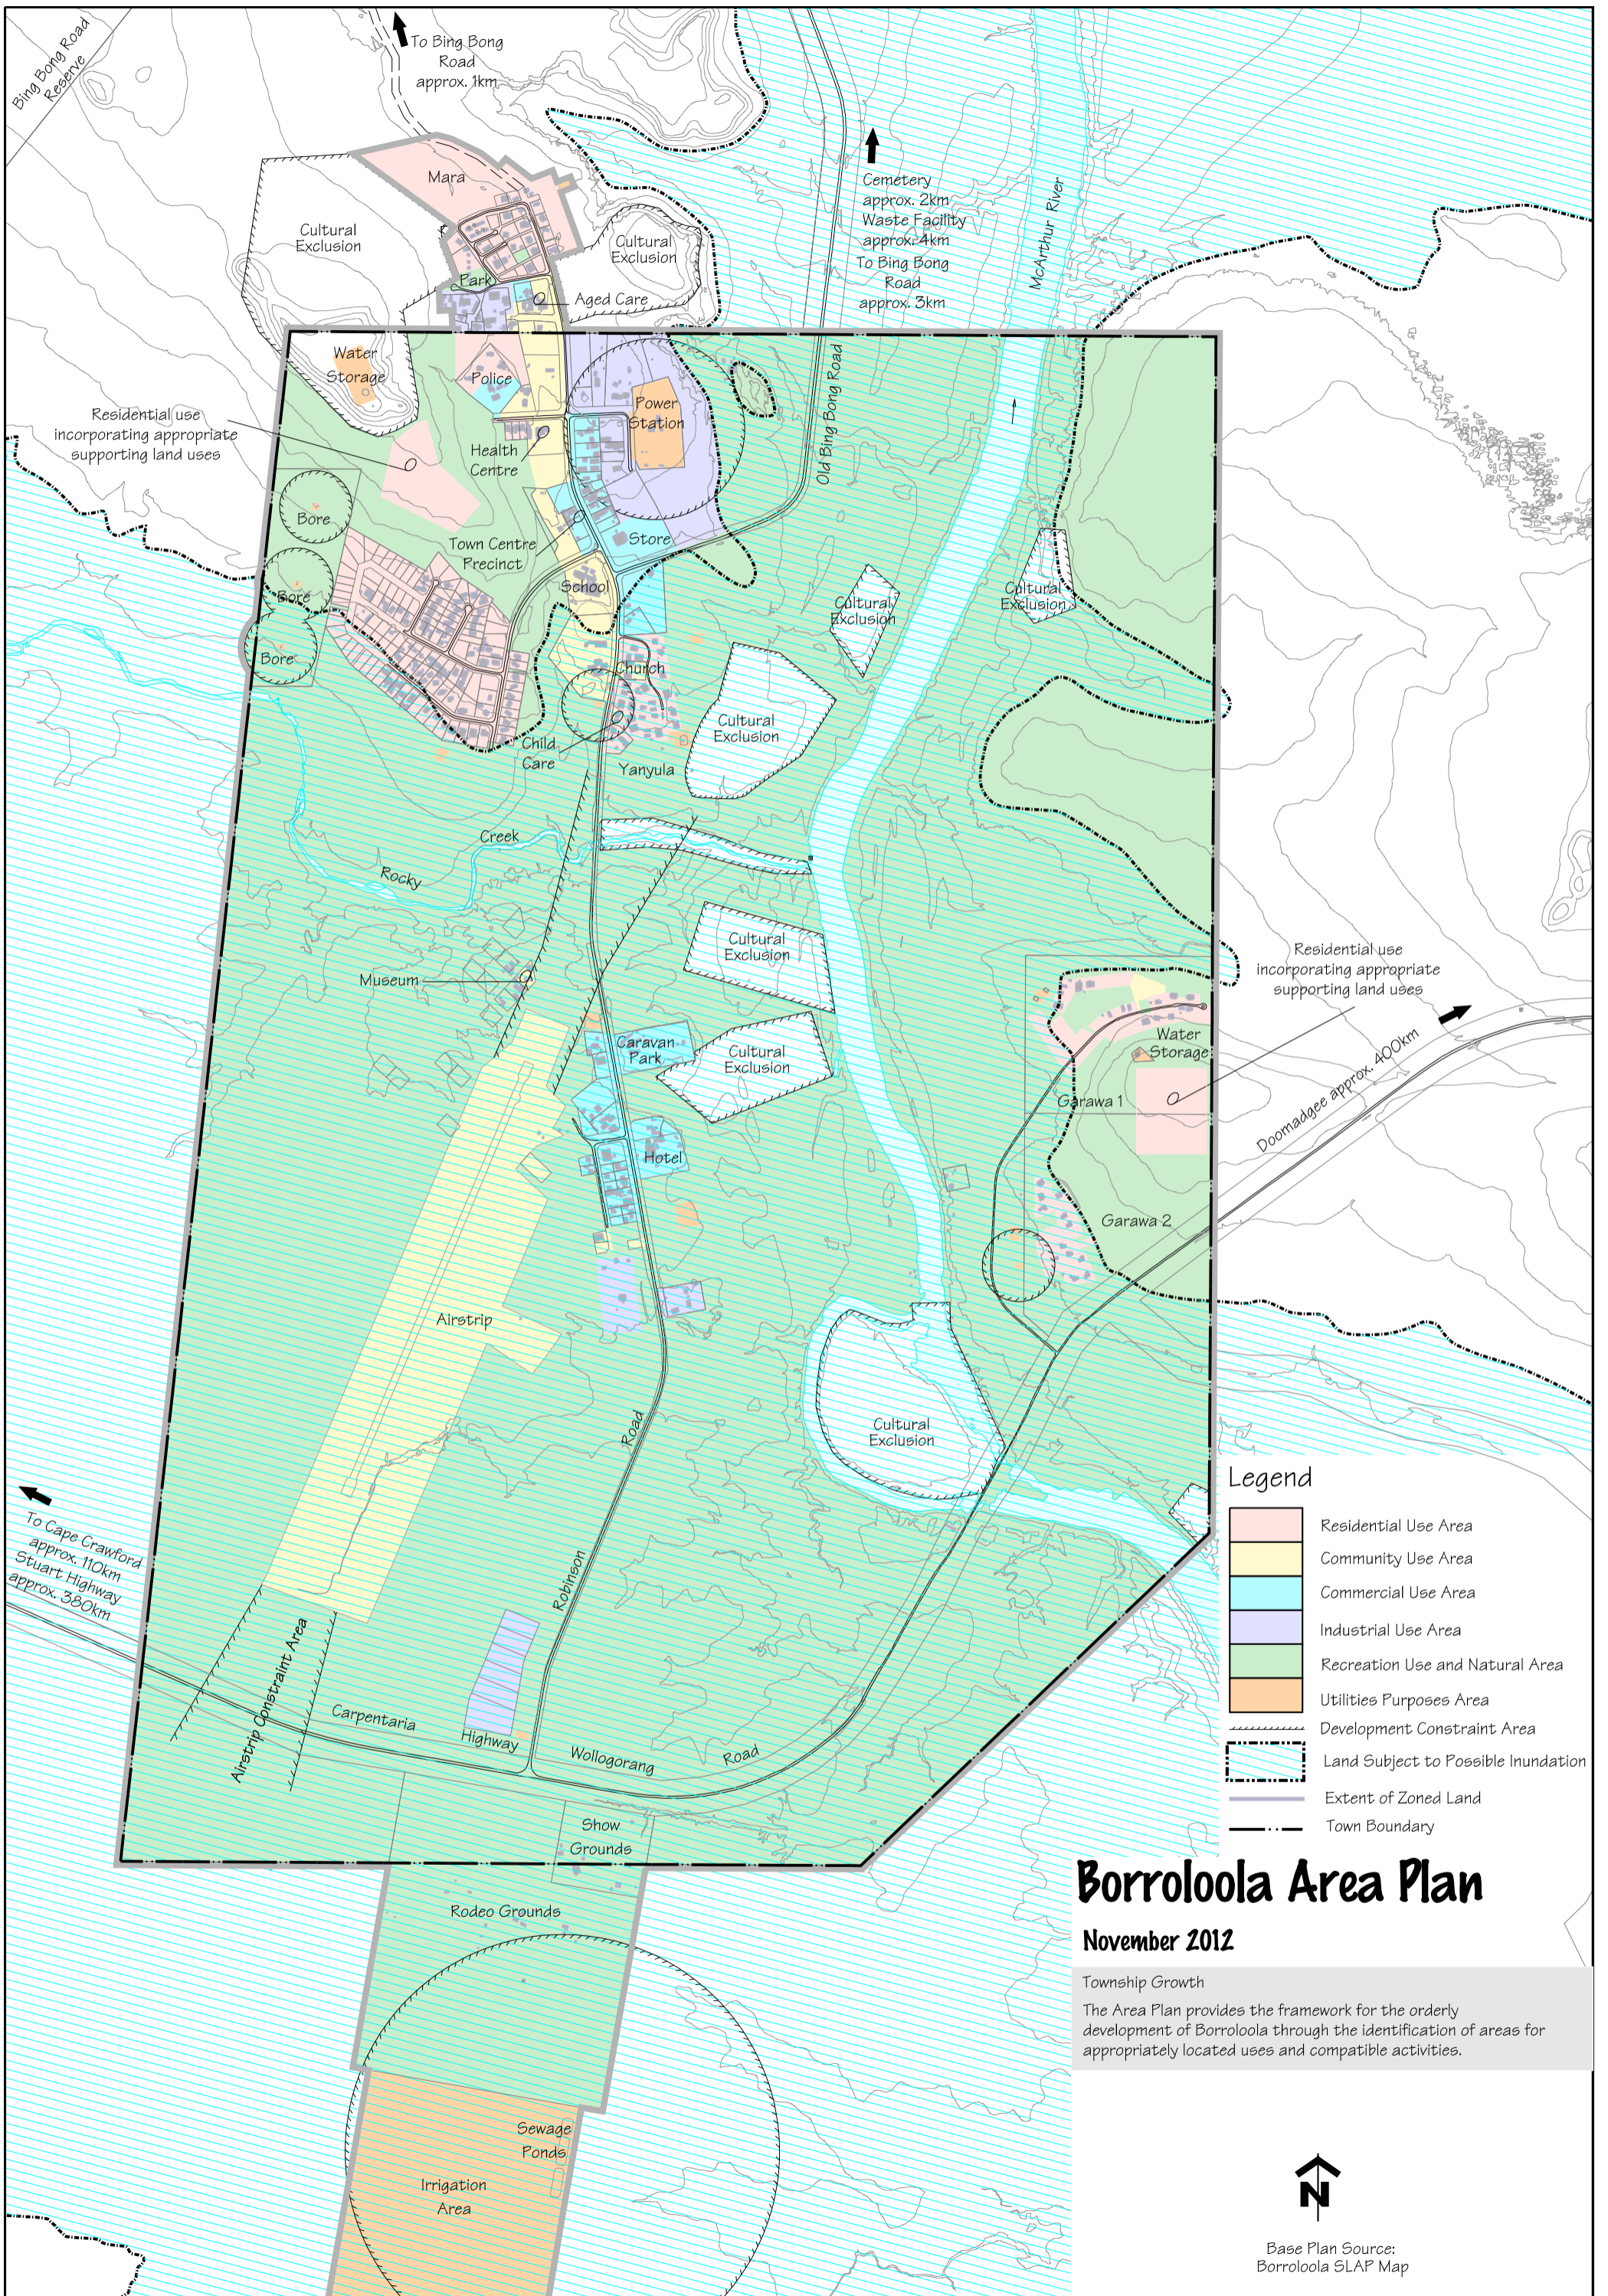 Bing Bong Road
Reserve
To Bing Bong
Road
approx. 1km
Mara
Cemetery
approx. 2km
Waste Facility
approx. 4km
To Bing Bong
Road
approx. 3km
McArthur River
Cultural
Exclusion
Cultural
Exclusion
Park
Aged Care
Water
Storage
Police
Power
Station
Old Bing Bong Road
Residential use
incorporating appropriate
supporting land uses
Health
Centre
Bore
Town Centre
Precinct
Store
Bore
School
Cultural
Exclusion
Cultural
Exclusion
Bore
Church
Cultural
Exclusion
Child
Care
Yanyula
Creek
Rocky
Cultural
Exclusion
Museum
Residential use
incorporating appropriate
supporting land uses
Caravan
Park
Cultural
Exclusion
Water
Storage
Doomadgee approx. 400km
Garawa 1
Hotel
Garawa 2
Airstrip
Road
Cultural
Exclusion
To Cape Crawford
approx. 110km
Stuart Highway
approx. 380km
Robinson
Airstrip Constraint Area
Carpentaria
Highway
Wollogorang
Road
Show
Grounds
Rodeo Grounds
Sewage
Ponds
Irrigation
Area
Legend
Residential Use Area
Community Use Area
Commercial Use Area
Industrial Use Area
Recreation Use and Natural Area
Utilities Purposes Area
Development Constraint Area
Land Subject to Possible Inundation
Extent of Zoned Land
Town Boundary
Borroloola Area Plan
November 2012
Township Growth
The Area Plan provides the framework for the orderly
development of Borroloola through the identification of areas for
appropriately located uses and compatible activities.
N
Base Plan Source:
Borroloola SLAP Map